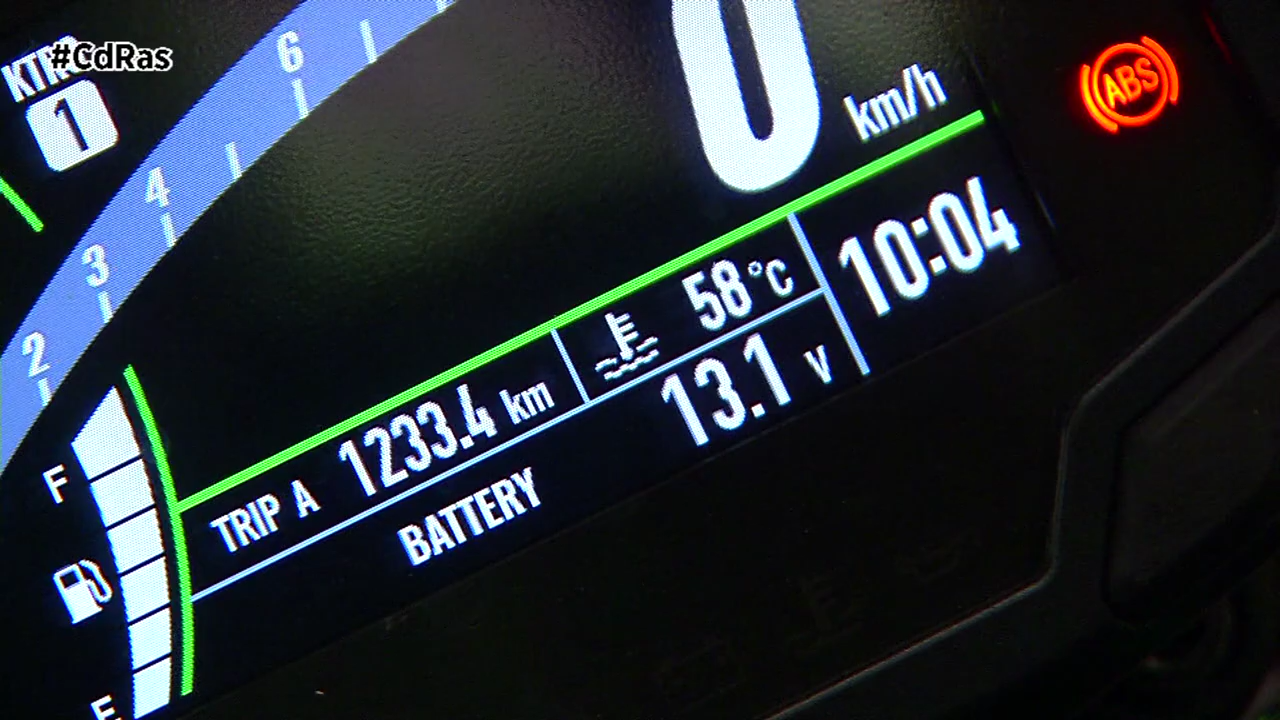 #CdRas
KTRC
1
6
4
3
2
0
km/h
ABS
10:04
58 °C
TRIP A 1233.4 km
13.1 V
BATTERY
F
E